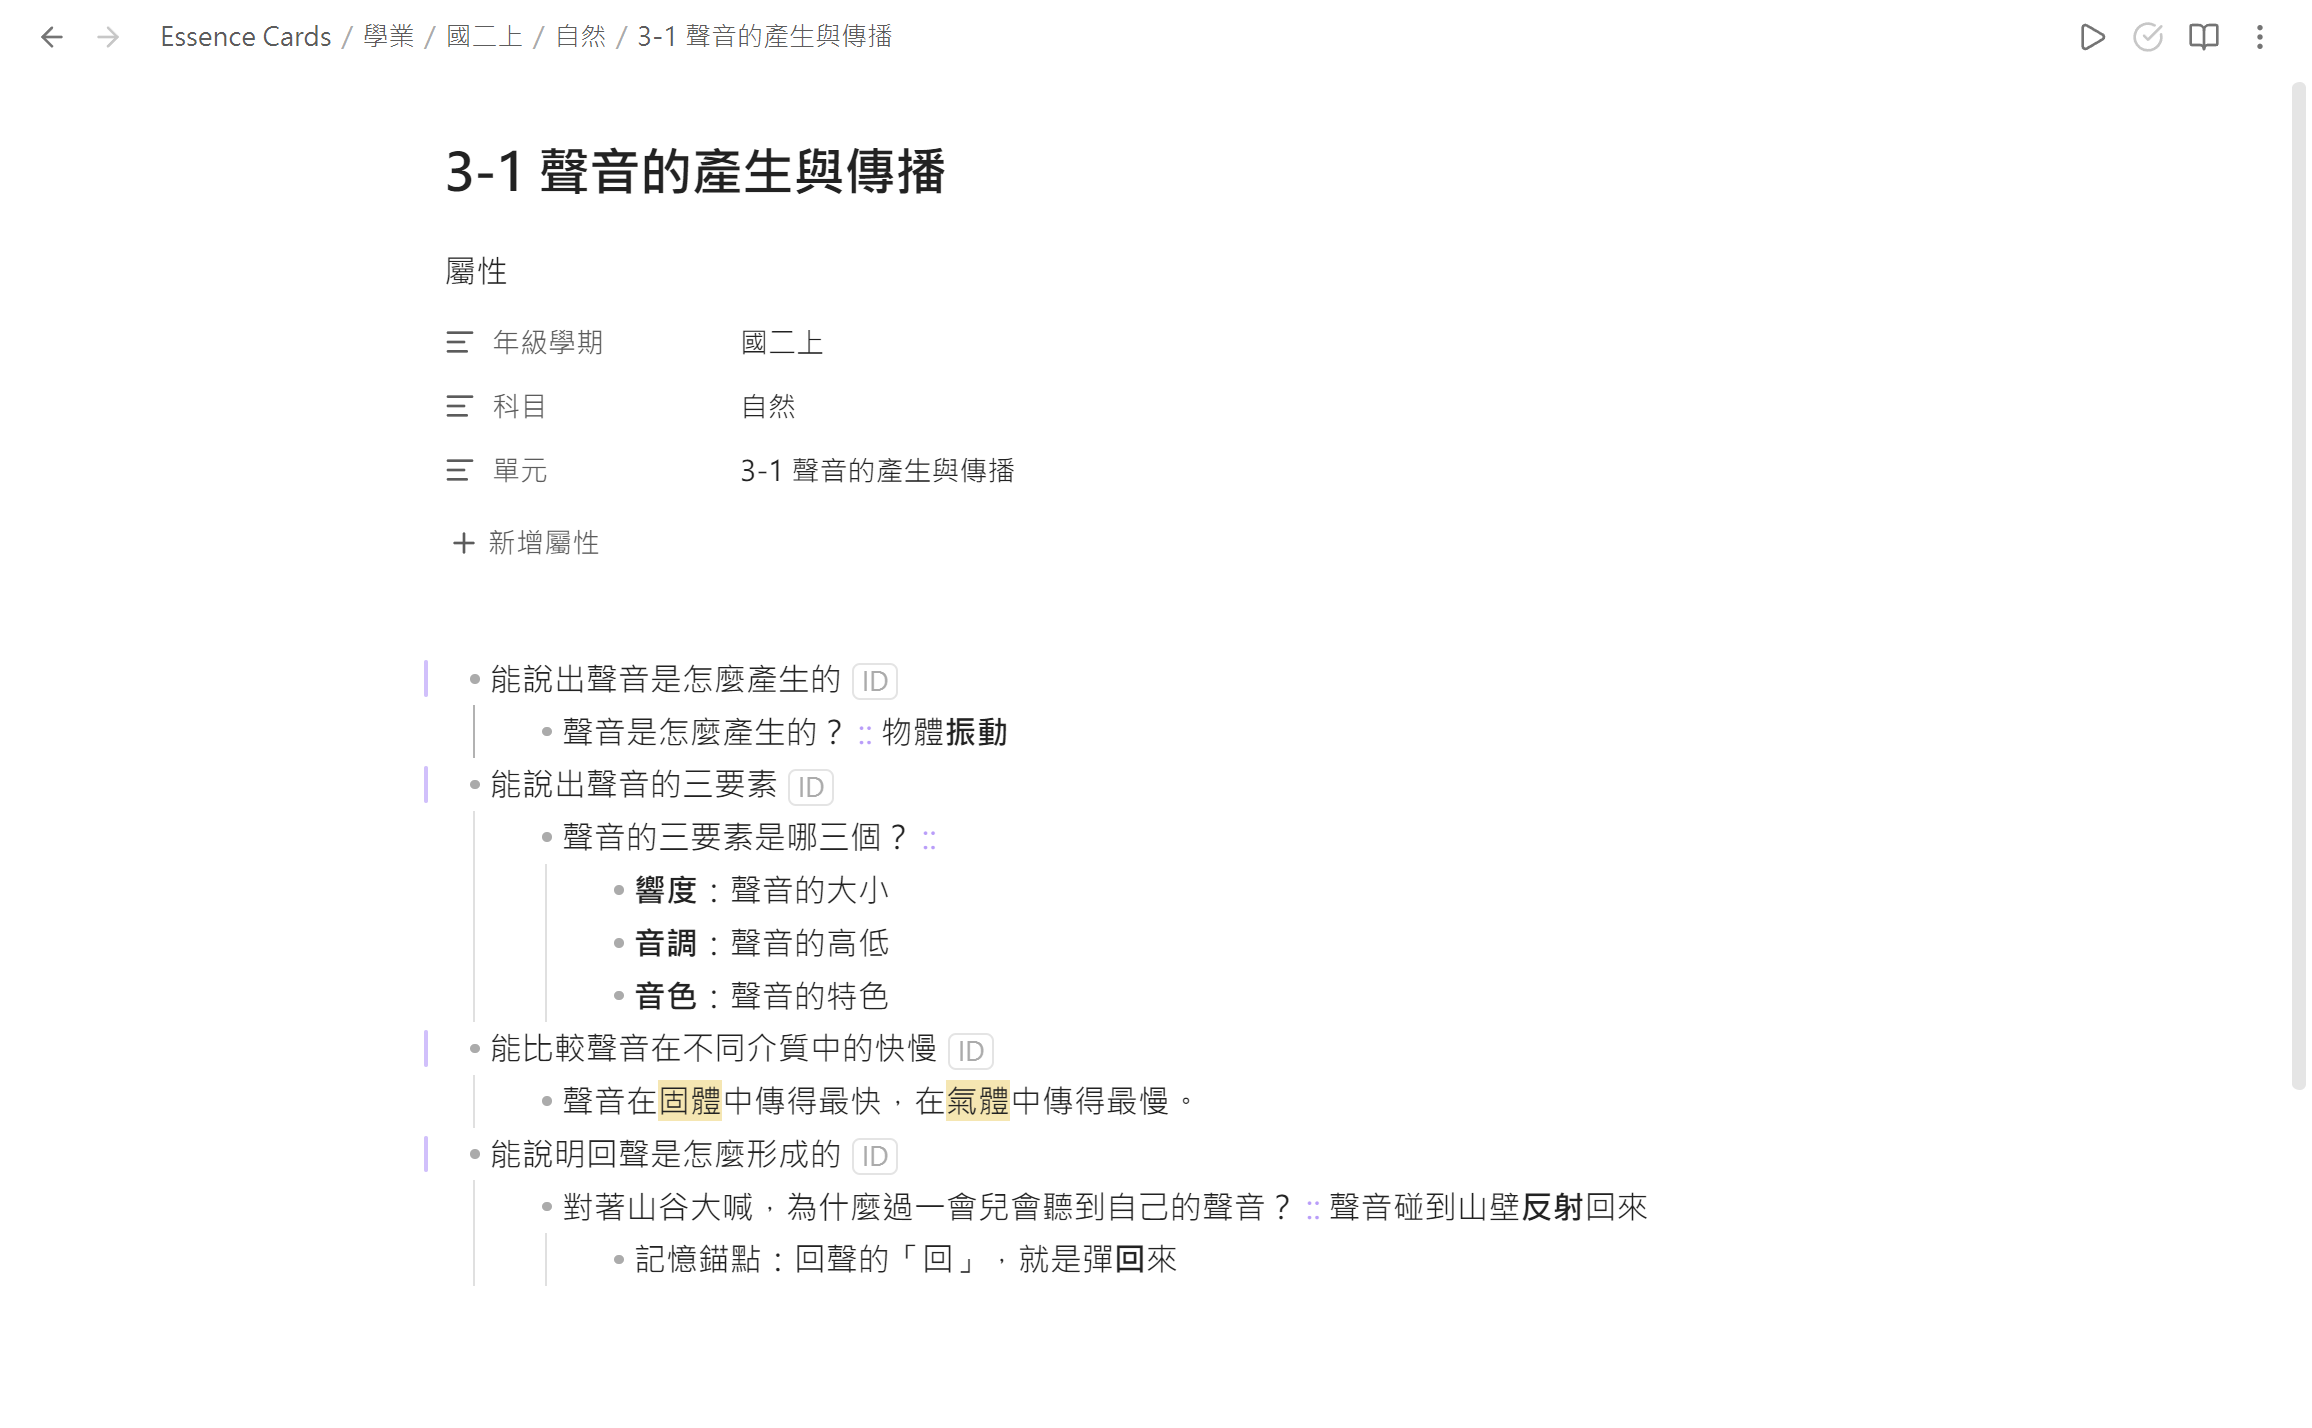 Essence Cards / 學業 / 國二上 / 自然 / 3-1 聲音的產生與傳播
3-1 聲音的產生與傳播
屬性
年級學期 國二上
科目 自然
單元 3-1 聲音的產生與傳播
新增屬性
能說出聲音是怎麼產生的 ID
聲音是怎麼產生的？ :: 物體振動
能說出聲音的三要素 ID
聲音的三要素是哪三個？ ::
響度：聲音的大小
音調：聲音的高低
音色：聲音的特色
能比較聲音在不同介質中的快慢 ID
聲音在固體中傳得最快，在氣體中傳得最慢。
能說明回聲是怎麼形成的 ID
對著山谷大喊，為什麼過一會兒會聽到自己的聲音？ :: 聲音碰到山壁反射回來
記憶錨點：回聲的「回」，就是彈回來